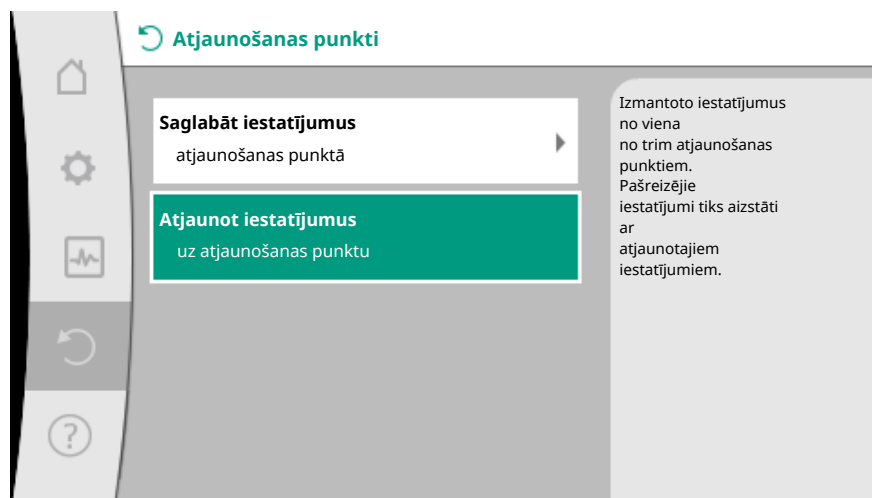 Atjaunošanas punkti
Saglabāt iestatījumus
atjaunošanas punktā
Atjaunot iestatījumus
uz atjaunošanas punktu
Izmantoto iestatījumus
no viena
no trim atjaunošanas
punktiem.
Pašreizējie
iestatījumi tiks aizstāti
ar
atjaunotajiem
iestatījumiem.
?